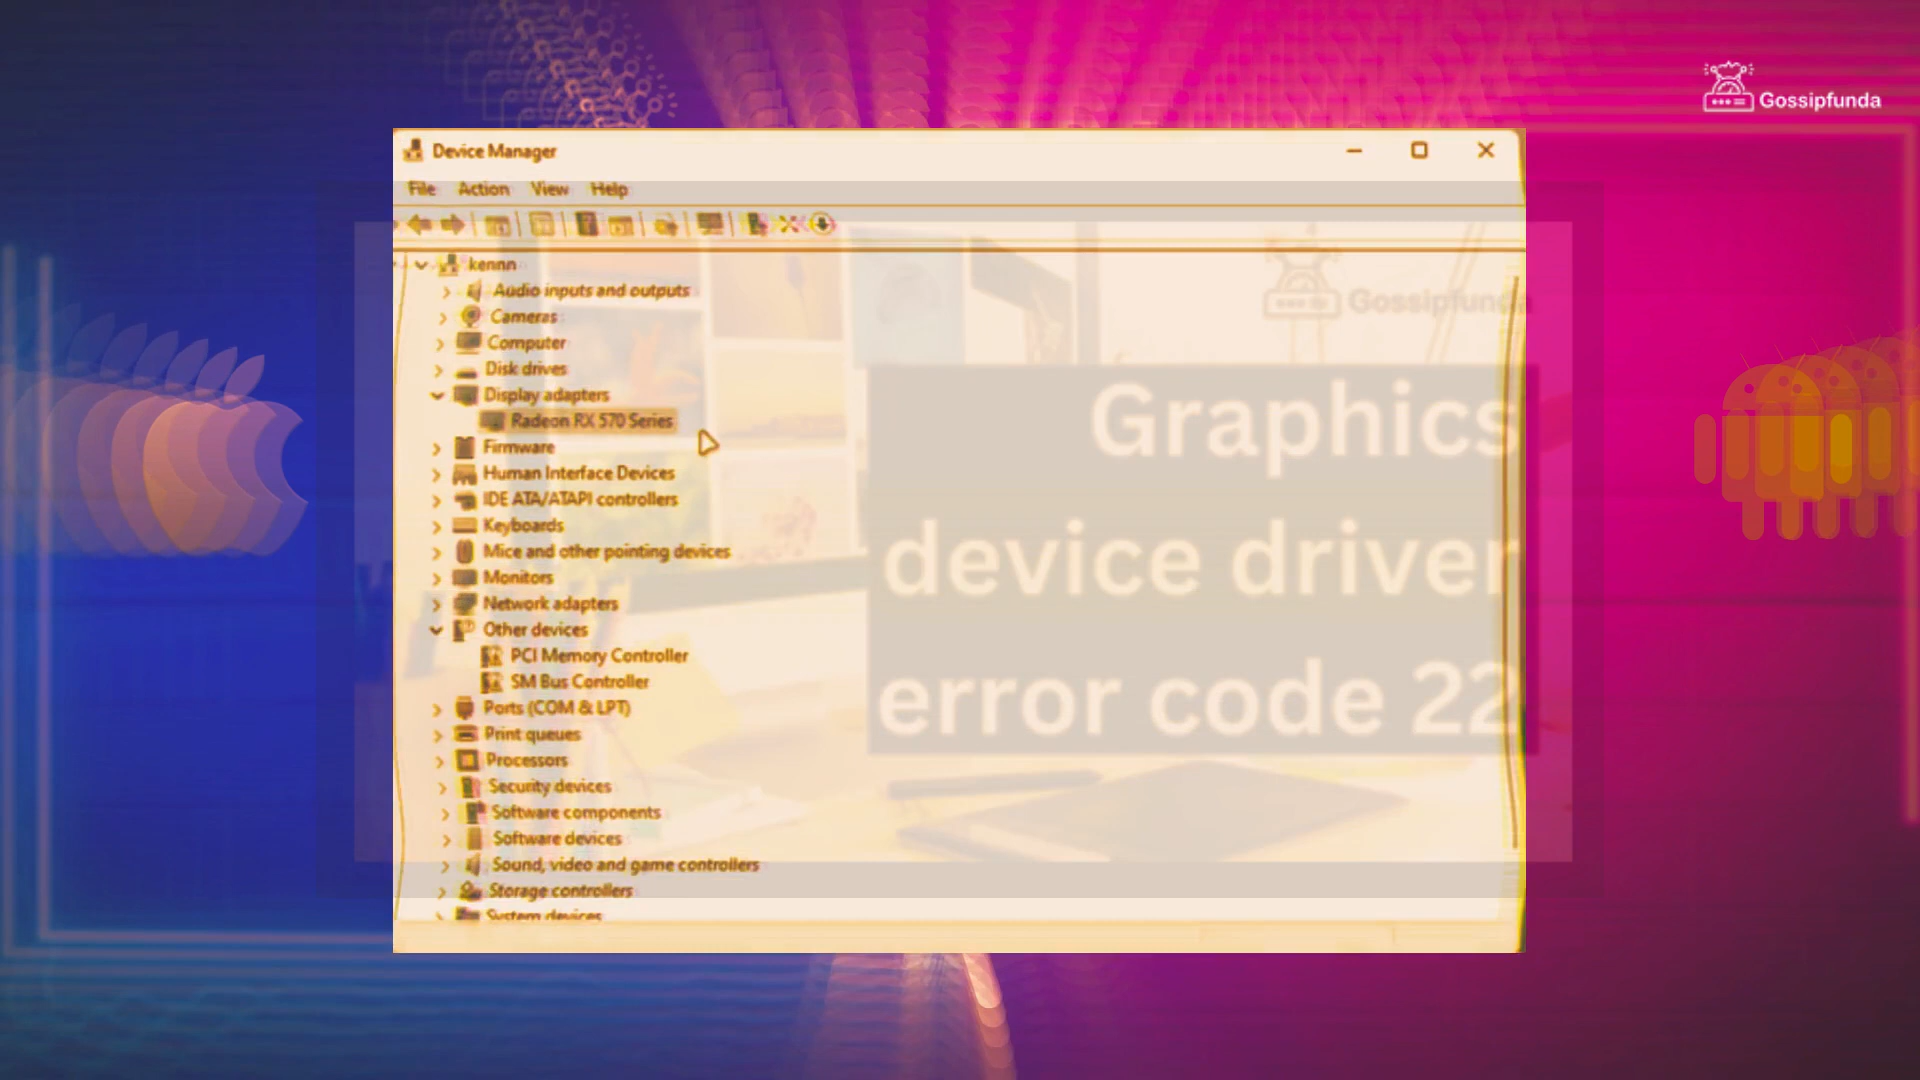 Gossipfunda
Device Manager
File Action View Help
kennn
Audio inputs and outputs
Gossipfunda
Cameras
Computer
Disk drives
Display adapters
Radeon RX 570 Series
Firmware
Human Interface Devices
IDE ATA/ATAPI controllers
Keyboards
Mice and other pointing devices
Monitors
Network adapters
Other devices
PCI Memory Controller
SM Bus Controller
Ports (COM & LPT)
Print queues
Processors
Security devices
Software components
Software devices
Sound, video and game controllers
Storage controllers
System devices
Graphics
device driver
error code 22